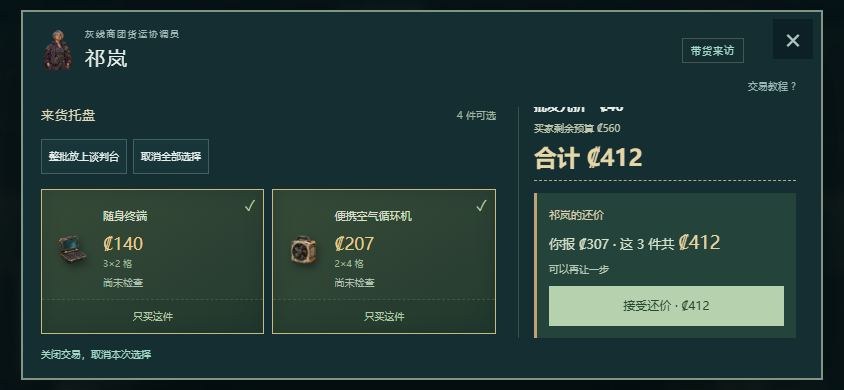 灰线商团货运协调员
祁岚
带货来访
×
交易教程 ?
来货托盘
4 件可选
整批放上谈判台
取消全部选择
随身终端
₡140
3×2 格
尚未检查
只买这件
便携空气循环机
₡207
2×4 格
尚未检查
只买这件
关闭交易，取消本次选择
买家剩余预算 ₡560
合计 ₡412
祁岚的还价
你报 ₡307 · 这 3 件共 ₡412
可以再让一步
接受还价 · ₡412